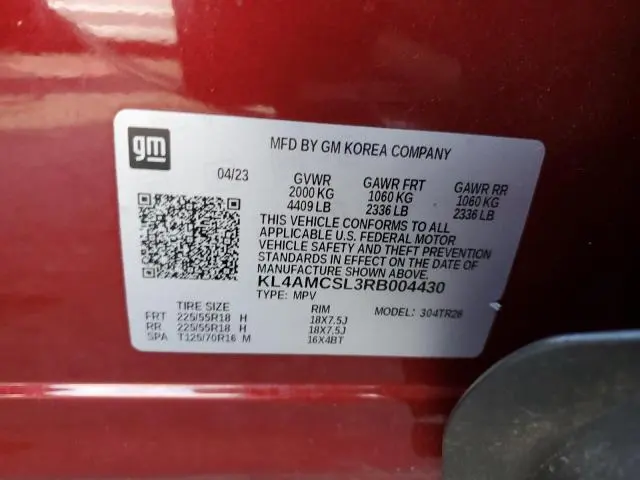 gm
MFD BY GM KOREA COMPANY
04/23 GVWR GAWR FRT GAWR RR
2000 KG 1060 KG 1060 KG
4409 LB 2336 LB 2336 LB
THIS VEHICLE CONFORMS TO ALL
APPLICABLE U.S. FEDERAL MOTOR
VEHICLE SAFETY AND THEFT PREVENTION
STANDARDS IN EFFECT ON THE DATE OF
MANUFACTURE SHOWN ABOVE.
KL4AMCSL3RB004430
TYPE: MPV
TIRE SIZE RIM MODEL: 304TR26
FRT 225/55R18 H 18X7.5J
RR 225/55R18 H 18X7.5J
SPA T125/70R16 M 16X4BT